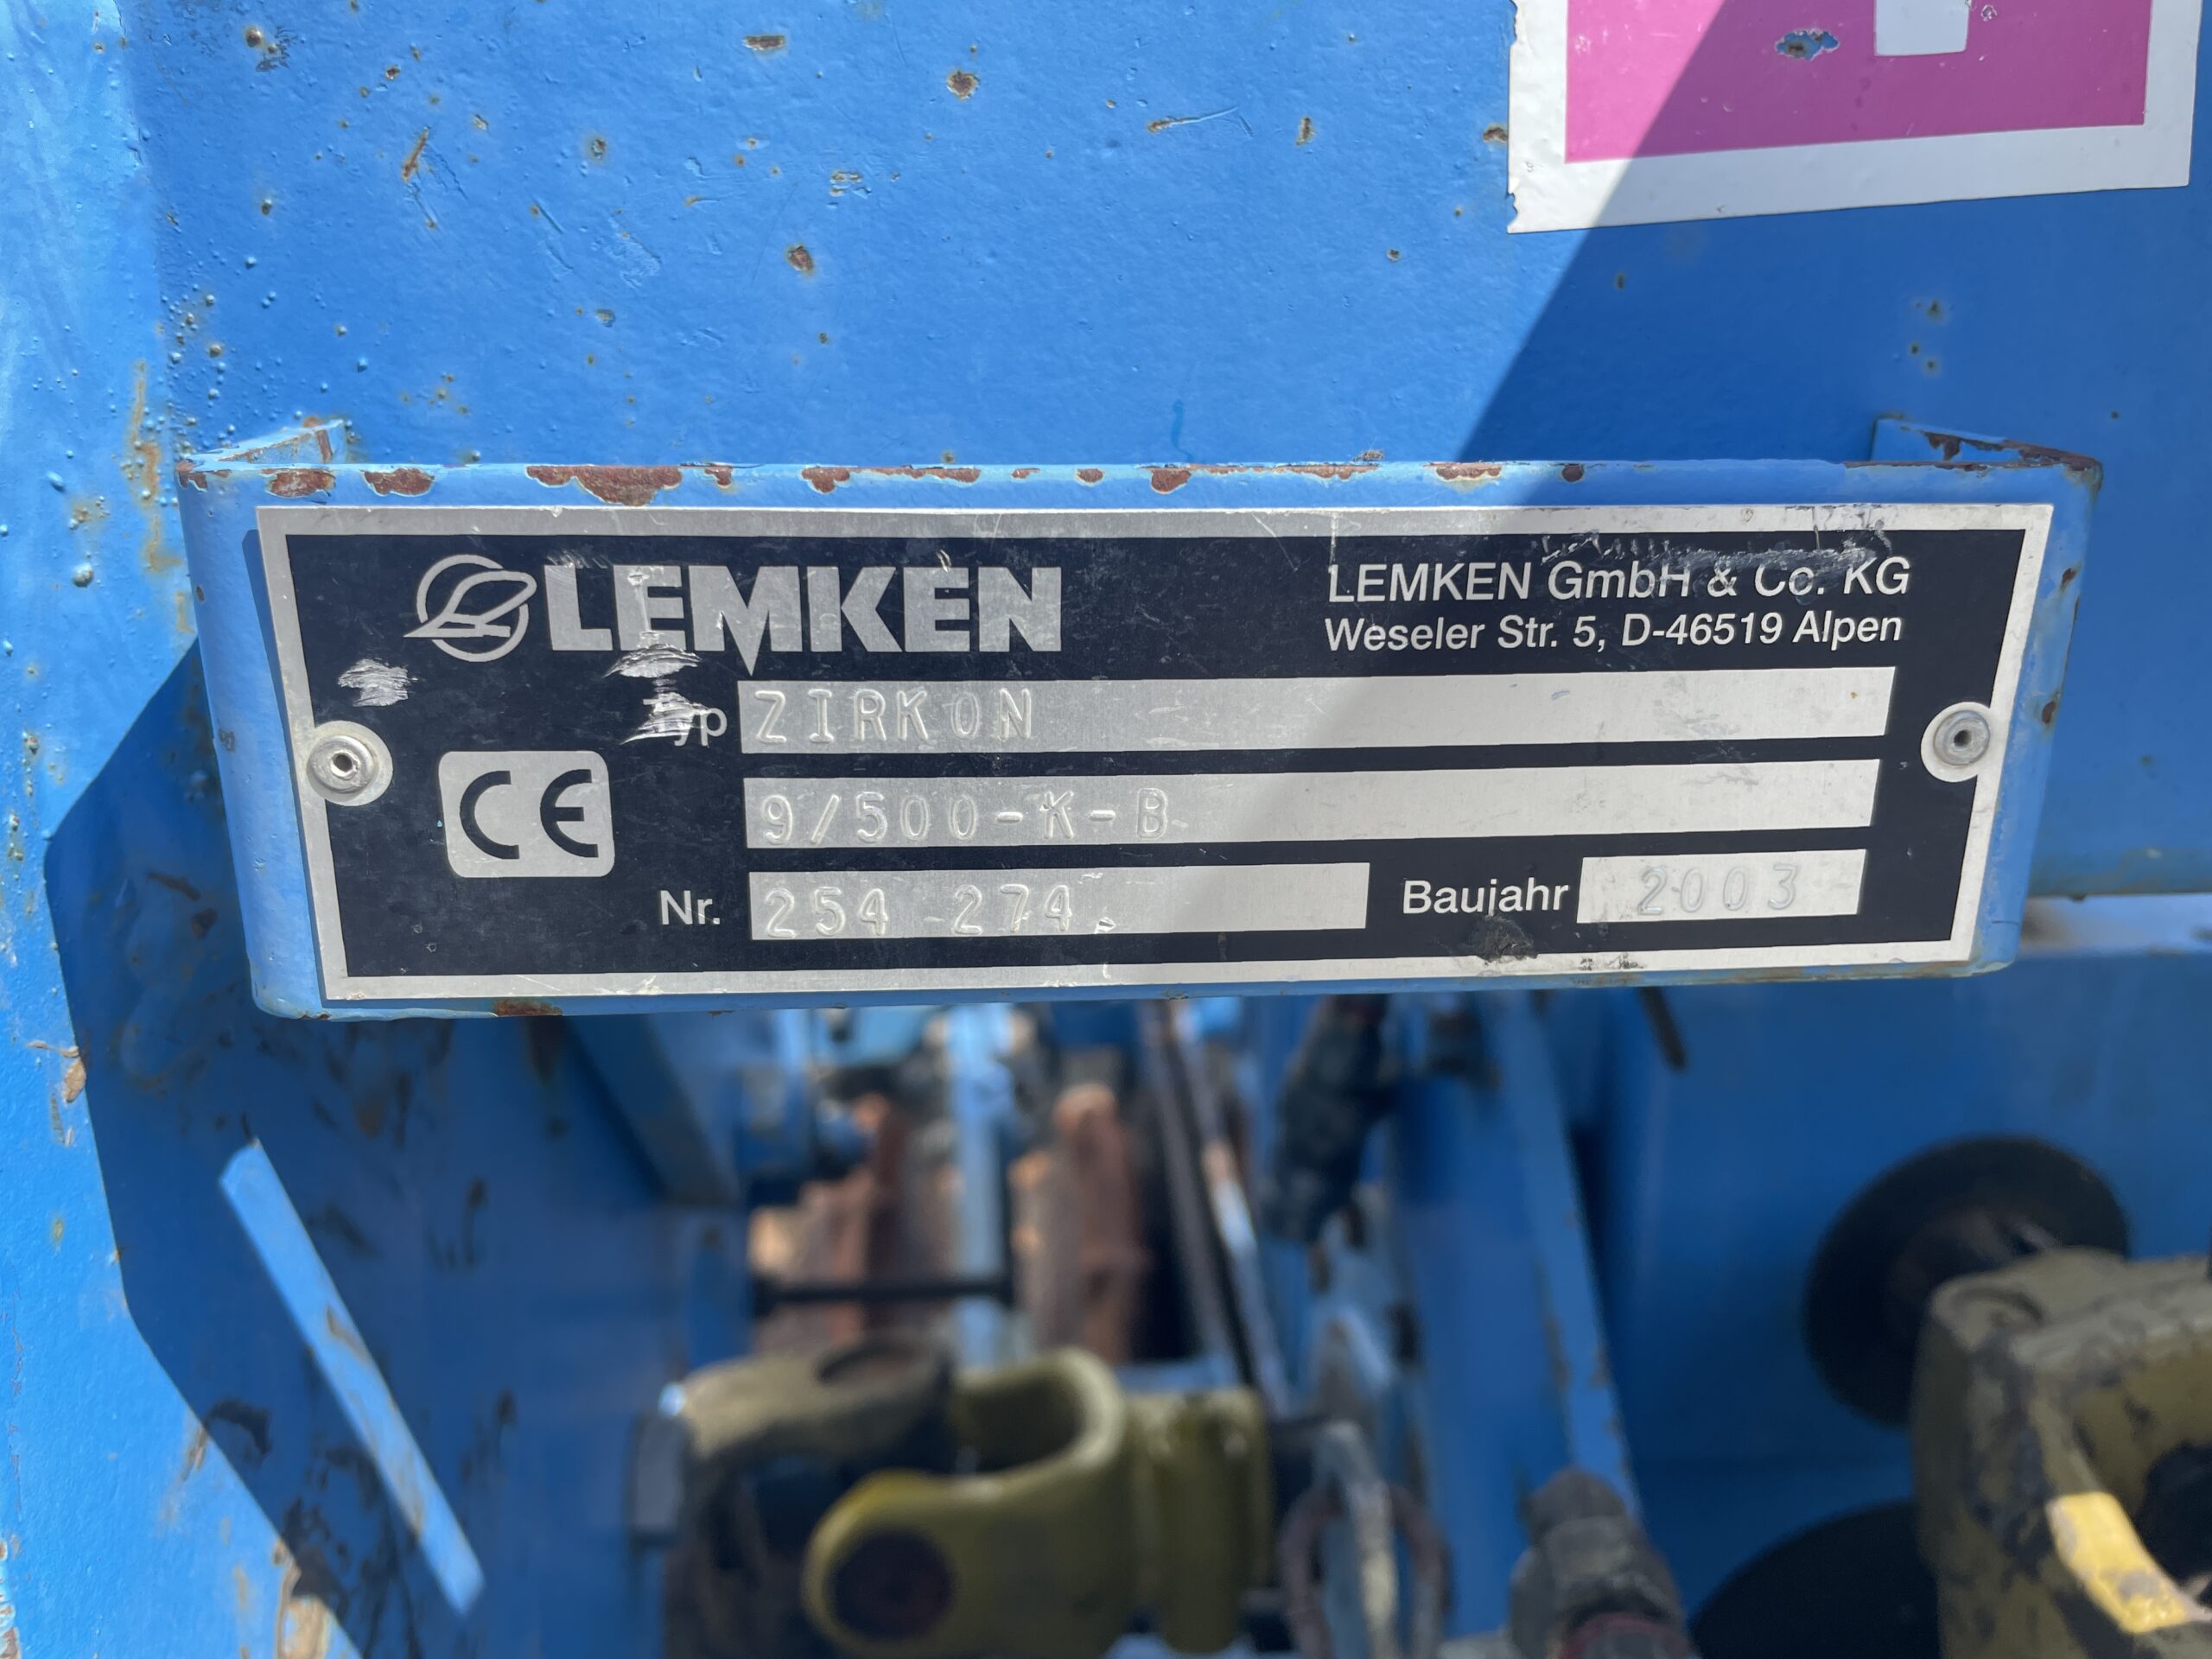 LEMKEN
LEMKEN GmbH & Co. KG
Weseler Str. 5, D-46519 Alpen
Typ ZIRKON
9/500-K-B
CE
Nr. 254 274
Baujahr 2003